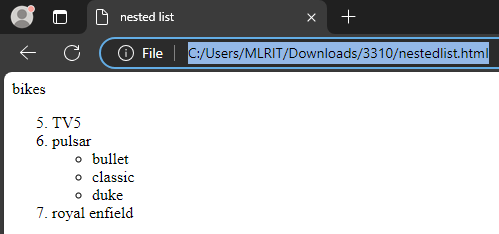 nested list
File C:/Users/MLRIT/Downloads/3310/nestedlist.html
bikes
5. TV5
6. pulsar
bullet
classic
duke
7. royal enfield